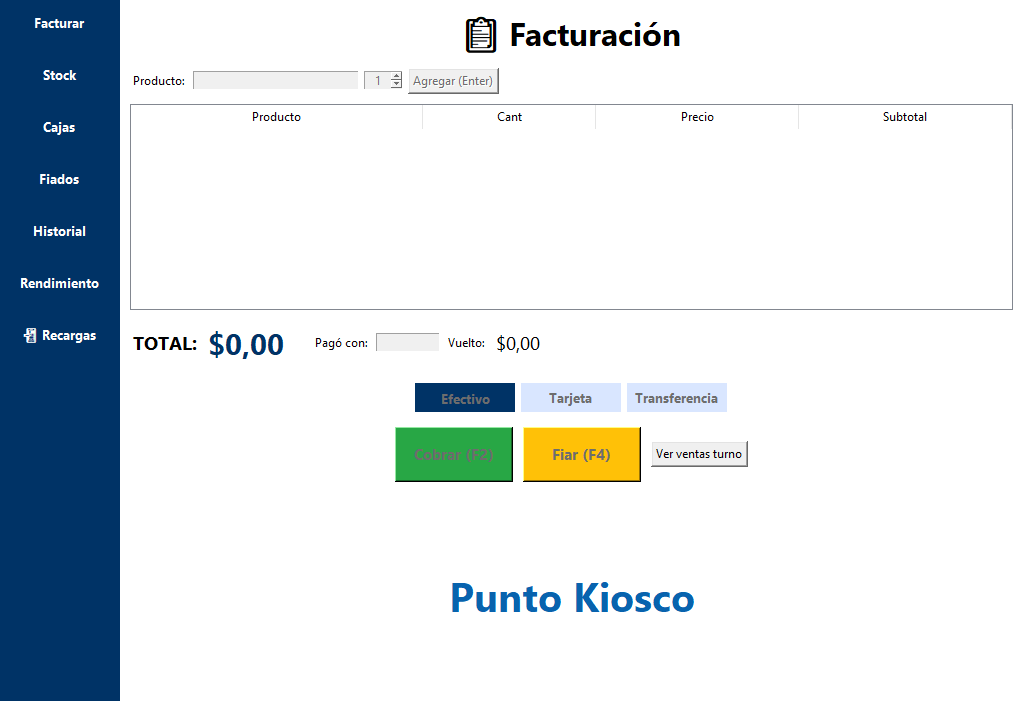 Facturar
Stock
Cajas
Fiados
Historial
Rendimiento
Recargas
Facturación
Producto: 1 Agregar (Enter)
Producto Cant Precio Subtotal
TOTAL: $0,00 Pagó con: Vuelto: $0,00
Efectivo Tarjeta Transferencia
Cobrar (F2) Fiar (F4) Ver ventas turno
Punto Kiosco